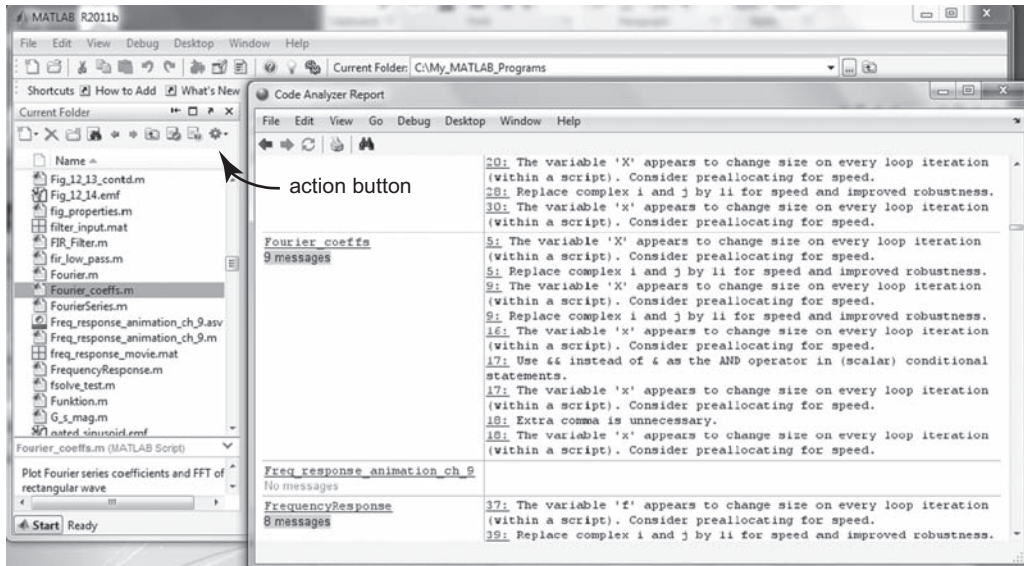 MATLAB R2011b
File Edit View Debug Desktop Window Help
Current Folder: C:\My_MATLAB_Programs
Shortcuts How to Add What's New
Current Folder
Name
Fig_12_13_contd.m
Fig_12_14.emf
fig_properties.m
filter_input.mat
FIR_Filter.m
fir_low_pass.m
Fourier.m
Fourier_coeffs.m
FourierSeries.m
Freq_response_animation_ch_9.asv
Freq_response_animation_ch_9.m
freq_response_movie.mat
FrequencyResponse.m
fsolve_test.m
Funktion.m
G_s_mag.m
gated_sinusoid.emf
Fourier_coeffs.m (MATLAB Script)
Plot Fourier series coefficients and FFT of
rectangular wave
Start Ready
action button
Code Analyzer Report
File Edit View Go Debug Desktop Window Help
20: The variable 'X' appears to change size on every loop iteration
(within a script). Consider preallocating for speed.
28: Replace complex i and j by 1i for speed and improved robustness.
30: The variable 'x' appears to change size on every loop iteration
(within a script). Consider preallocating for speed.
Fourier_coeffs
9 messages
5: The variable 'X' appears to change size on every loop iteration
(within a script). Consider preallocating for speed.
5: Replace complex i and j by 1i for speed and improved robustness.
9: The variable 'X' appears to change size on every loop iteration
(within a script). Consider preallocating for speed.
9: Replace complex i and j by 1i for speed and improved robustness.
16: The variable 'x' appears to change size on every loop iteration
(within a script). Consider preallocating for speed.
17: Use && instead of & as the AND operator in (scalar) conditional
statements.
17: The variable 'x' appears to change size on every loop iteration
(within a script). Consider preallocating for speed.
18: Extra comma is unnecessary.
18: The variable 'x' appears to change size on every loop iteration
(within a script). Consider preallocating for speed.
Freq_response_animation_ch_9
No messages
FrequencyResponse
8 messages
37: The variable 'f' appears to change size on every loop iteration
(within a script). Consider preallocating for speed.
39: Replace complex i and j by 1i for speed and improved robustness.